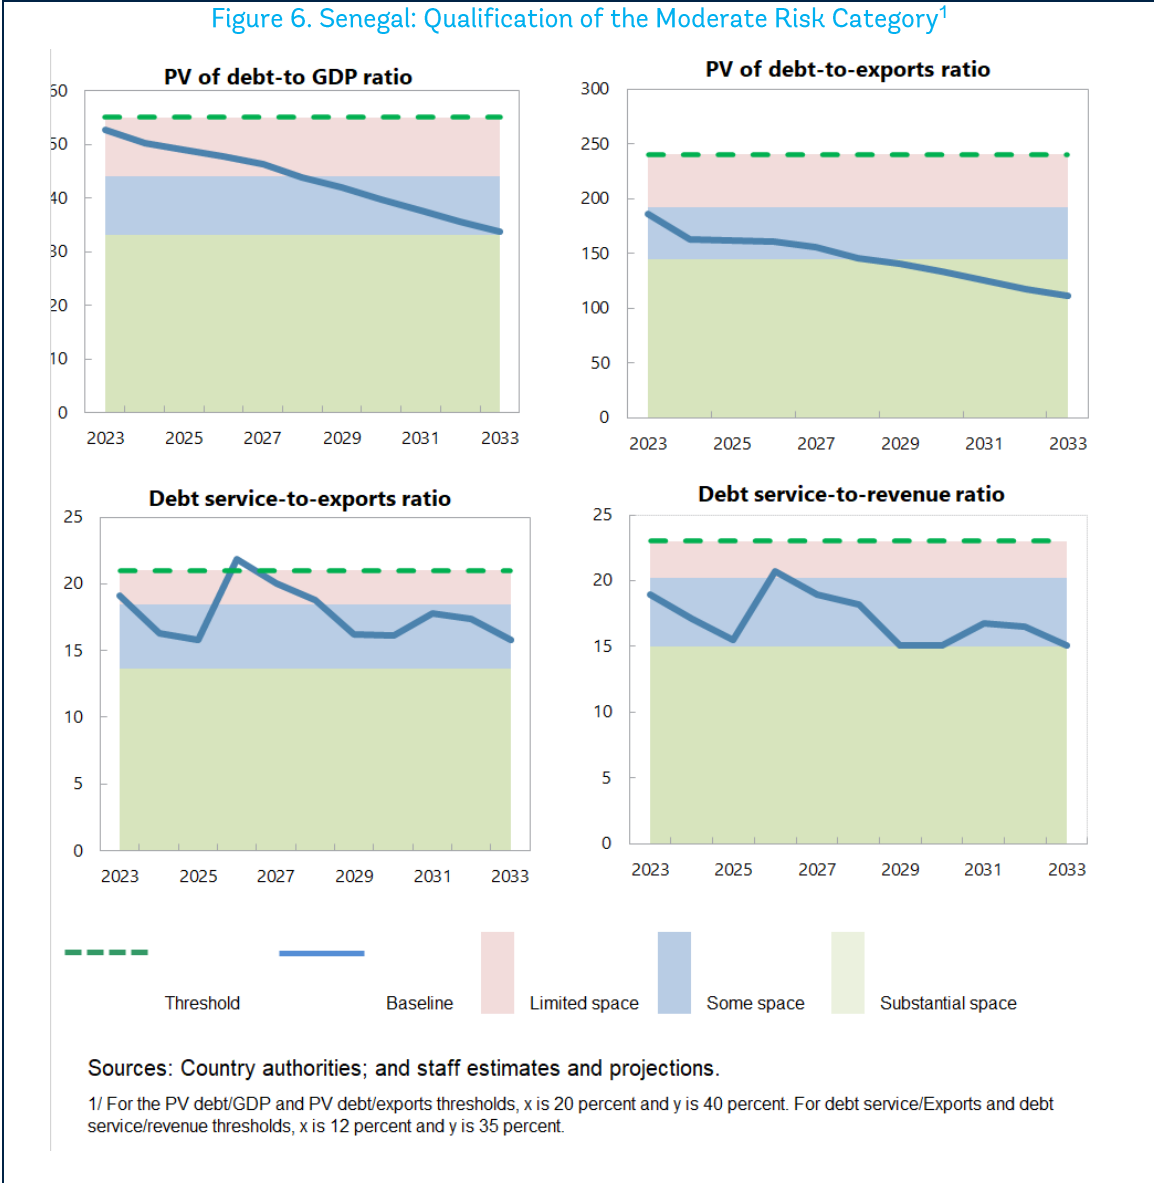 Figure 6. Senegal: Qualification of the Moderate Risk Category1
PV of debt-to GDP ratio
60
50
40
30
20
10
0
2023 2025 2027 2029 2031 2033
PV of debt-to-exports ratio
300
250
200
150
100
50
0
2023 2025 2027 2029 2031 2033
Debt service-to-exports ratio
25
20
15
10
5
0
2023 2025 2027 2029 2031 2033
Debt service-to-revenue ratio
25
20
15
10
5
0
2023 2025 2027 2029 2031 2033
Threshold Baseline Limited space Some space Substantial space
Sources: Country authorities; and staff estimates and projections.
1/ For the PV debt/GDP and PV debt/exports thresholds, x is 20 percent and y is 40 percent. For debt service/Exports and debt
service/revenue thresholds, x is 12 percent and y is 35 percent.